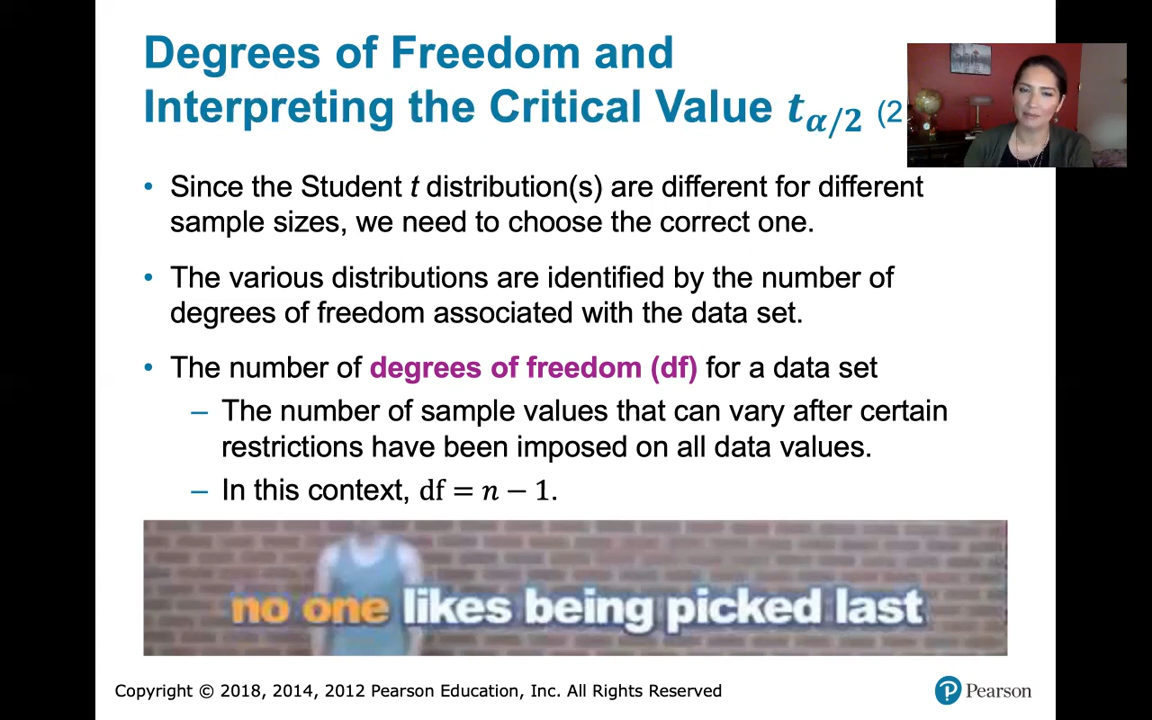 Degrees of Freedom and
Interpreting the Critical Value t_{α/2} (2
• Since the Student t distribution(s) are different for different
sample sizes, we need to choose the correct one.
• The various distributions are identified by the number of
degrees of freedom associated with the data set.
• The number of degrees of freedom (df) for a data set
– The number of sample values that can vary after certain
restrictions have been imposed on all data values.
– In this context, df = n − 1.
no one likes being picked last
Copyright © 2018, 2014, 2012 Pearson Education, Inc. All Rights Reserved
P Pearson